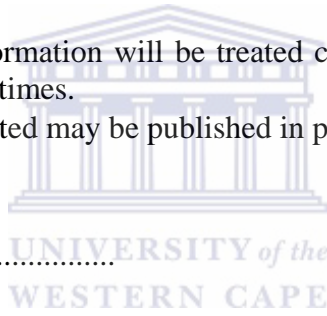 ormation will be treated c
times.
ted may be published in p
...............
UNIVERSITY of the
WESTERN CAPE